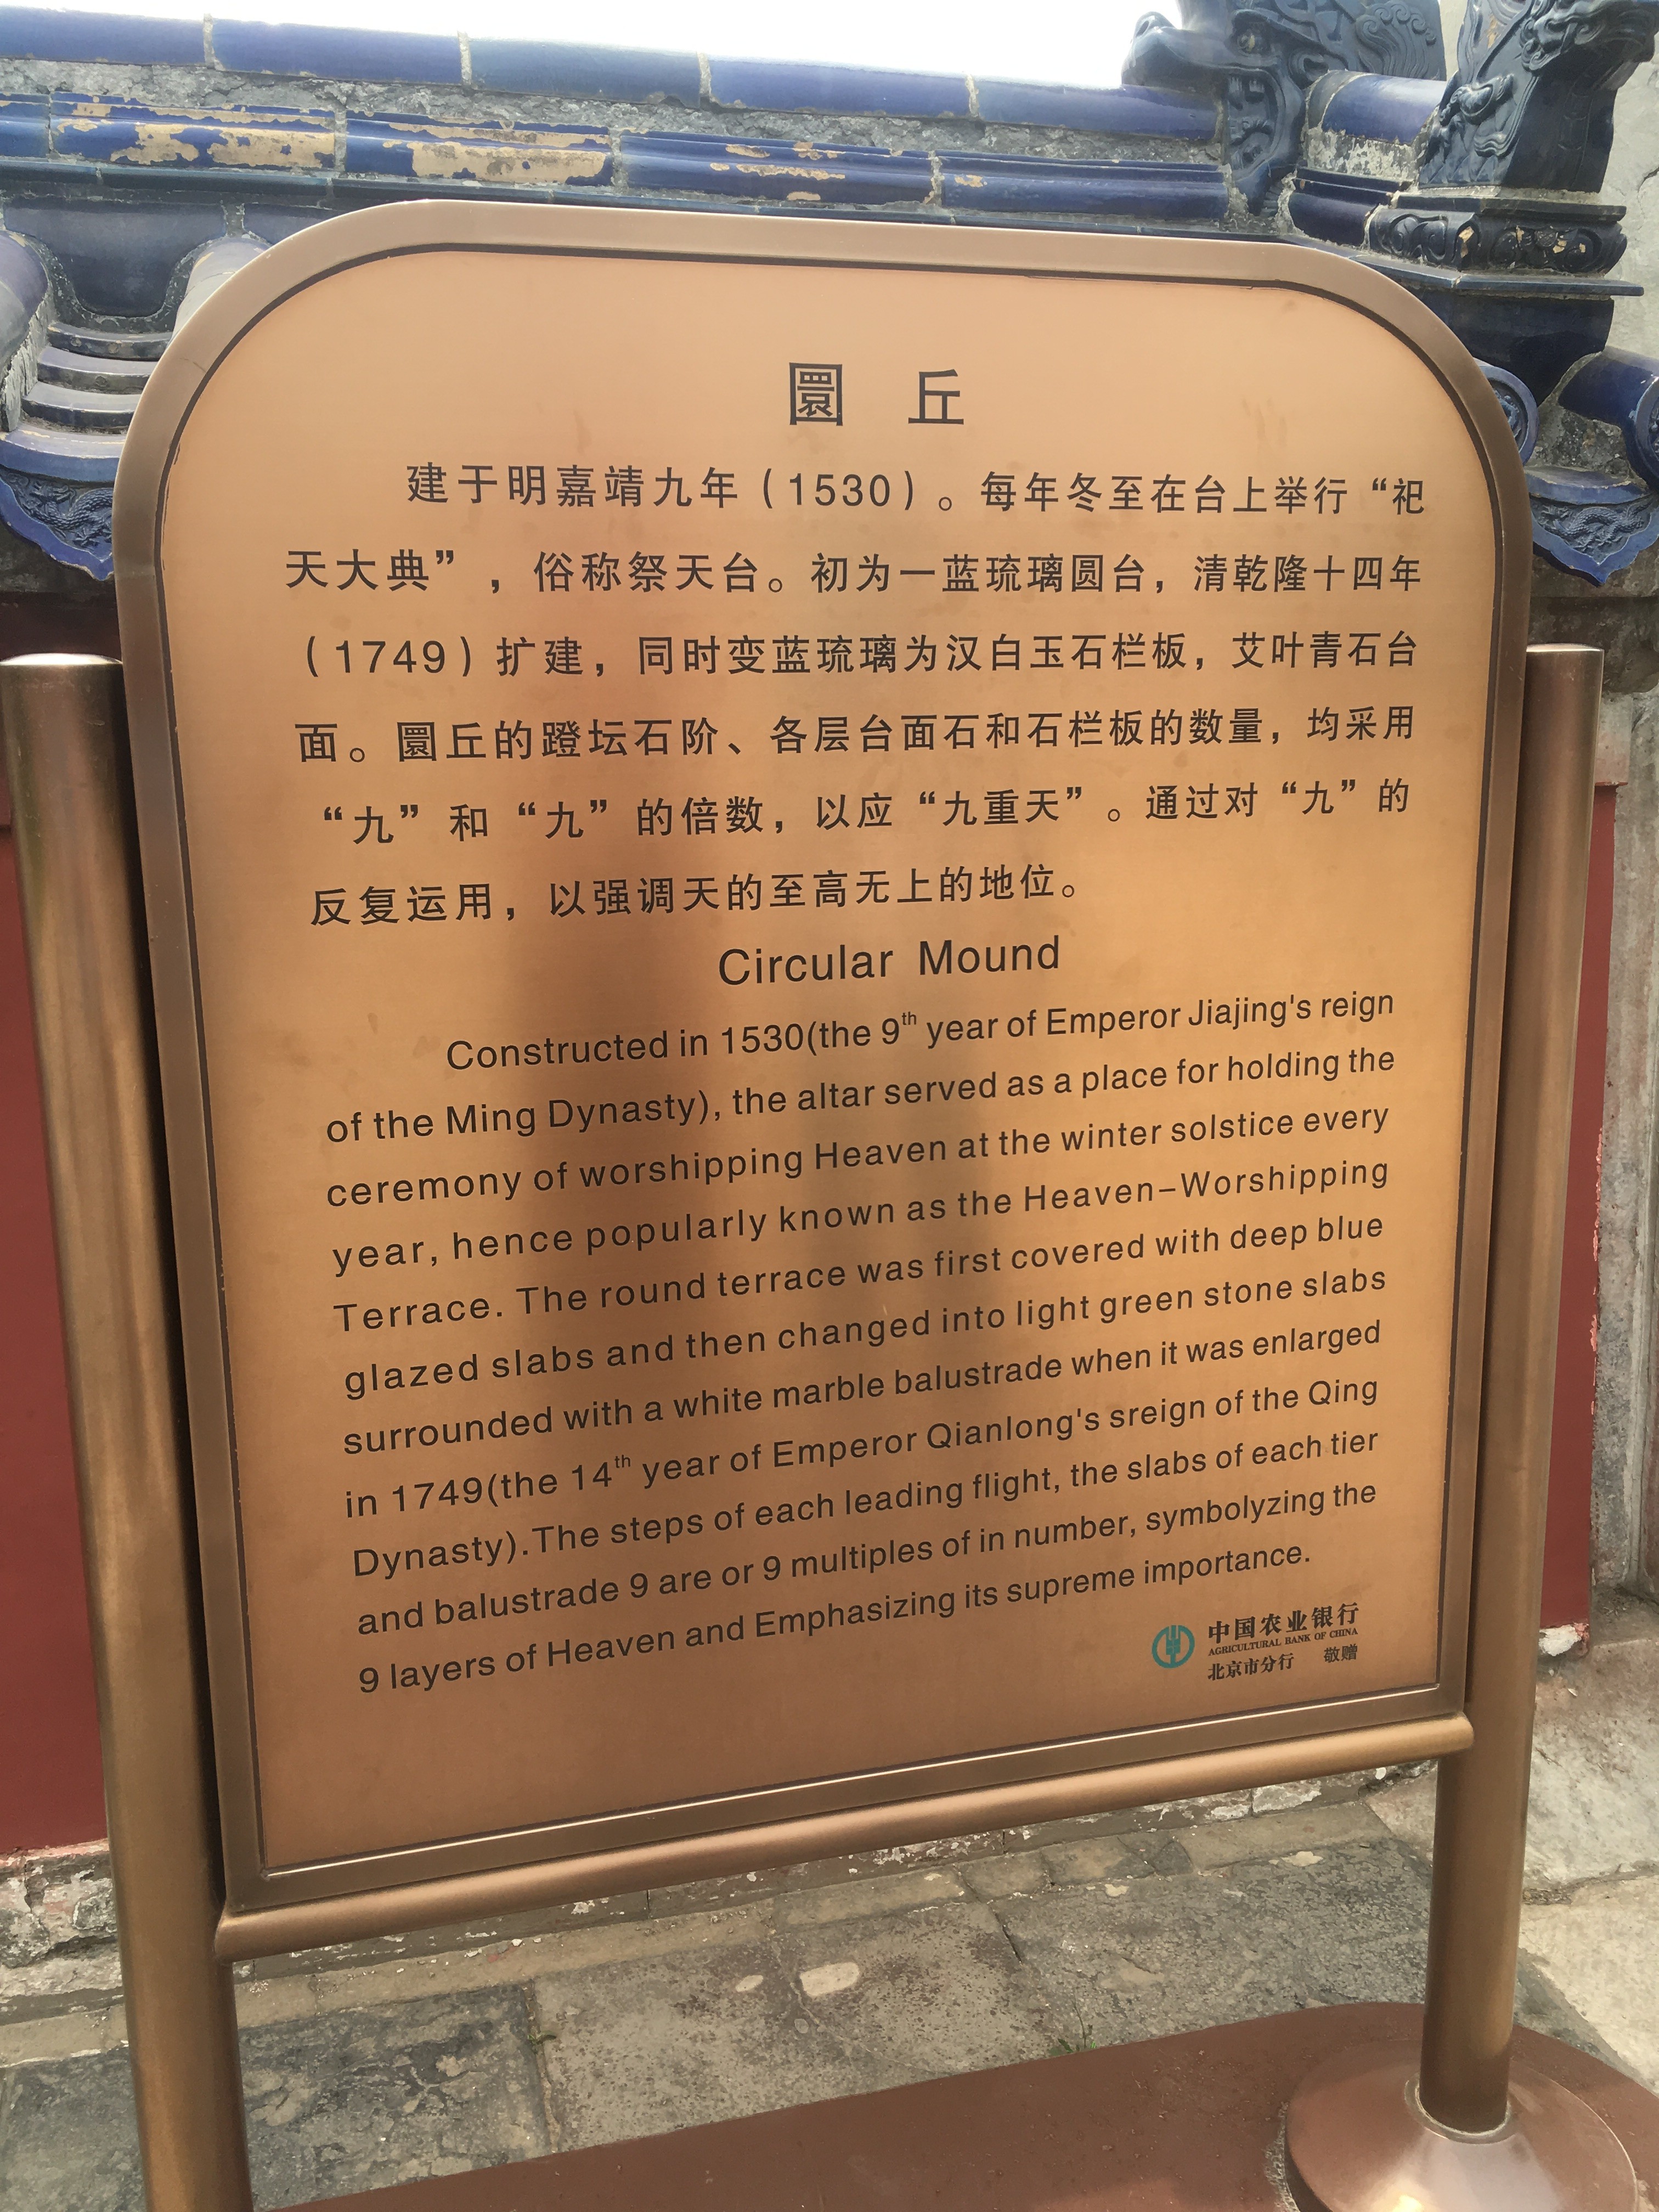 圜 丘
建于明嘉靖九年（1530）。每年冬至在台上举行“祀
天大典”，俗称祭天台。初为一蓝琉璃圆台，清乾隆十四年
（1749）扩建，同时变蓝琉璃为汉白玉石栏板，艾叶青石台
面。圜丘的蹬坛石阶、各层台面石和石栏板的数量，均采用
“九”和“九”的倍数，以应“九重天”。通过对“九”的
反复运用，以强调天的至高无上的地位。
Circular Mound
Constructed in 1530(the 9th year of Emperor Jiajing's reign
of the Ming Dynasty), the altar served as a place for holding the
ceremony of worshipping Heaven at the winter solstice every
year, hence popularly known as the Heaven-Worshipping
Terrace. The round terrace was first covered with deep blue
glazed slabs and then changed into light green stone slabs
surrounded with a white marble balustrade when it was enlarged
in 1749(the 14th year of Emperor Qianlong's sreign of the Qing
Dynasty).The steps of each leading flight, the slabs of each tier
and balustrade 9 are or 9 multiples of in number, symbolyzing the
9 layers of Heaven and Emphasizing its supreme importance.
中国农业银行
AGRICULTURAL BANK OF CHINA
北京市分行 敬赠